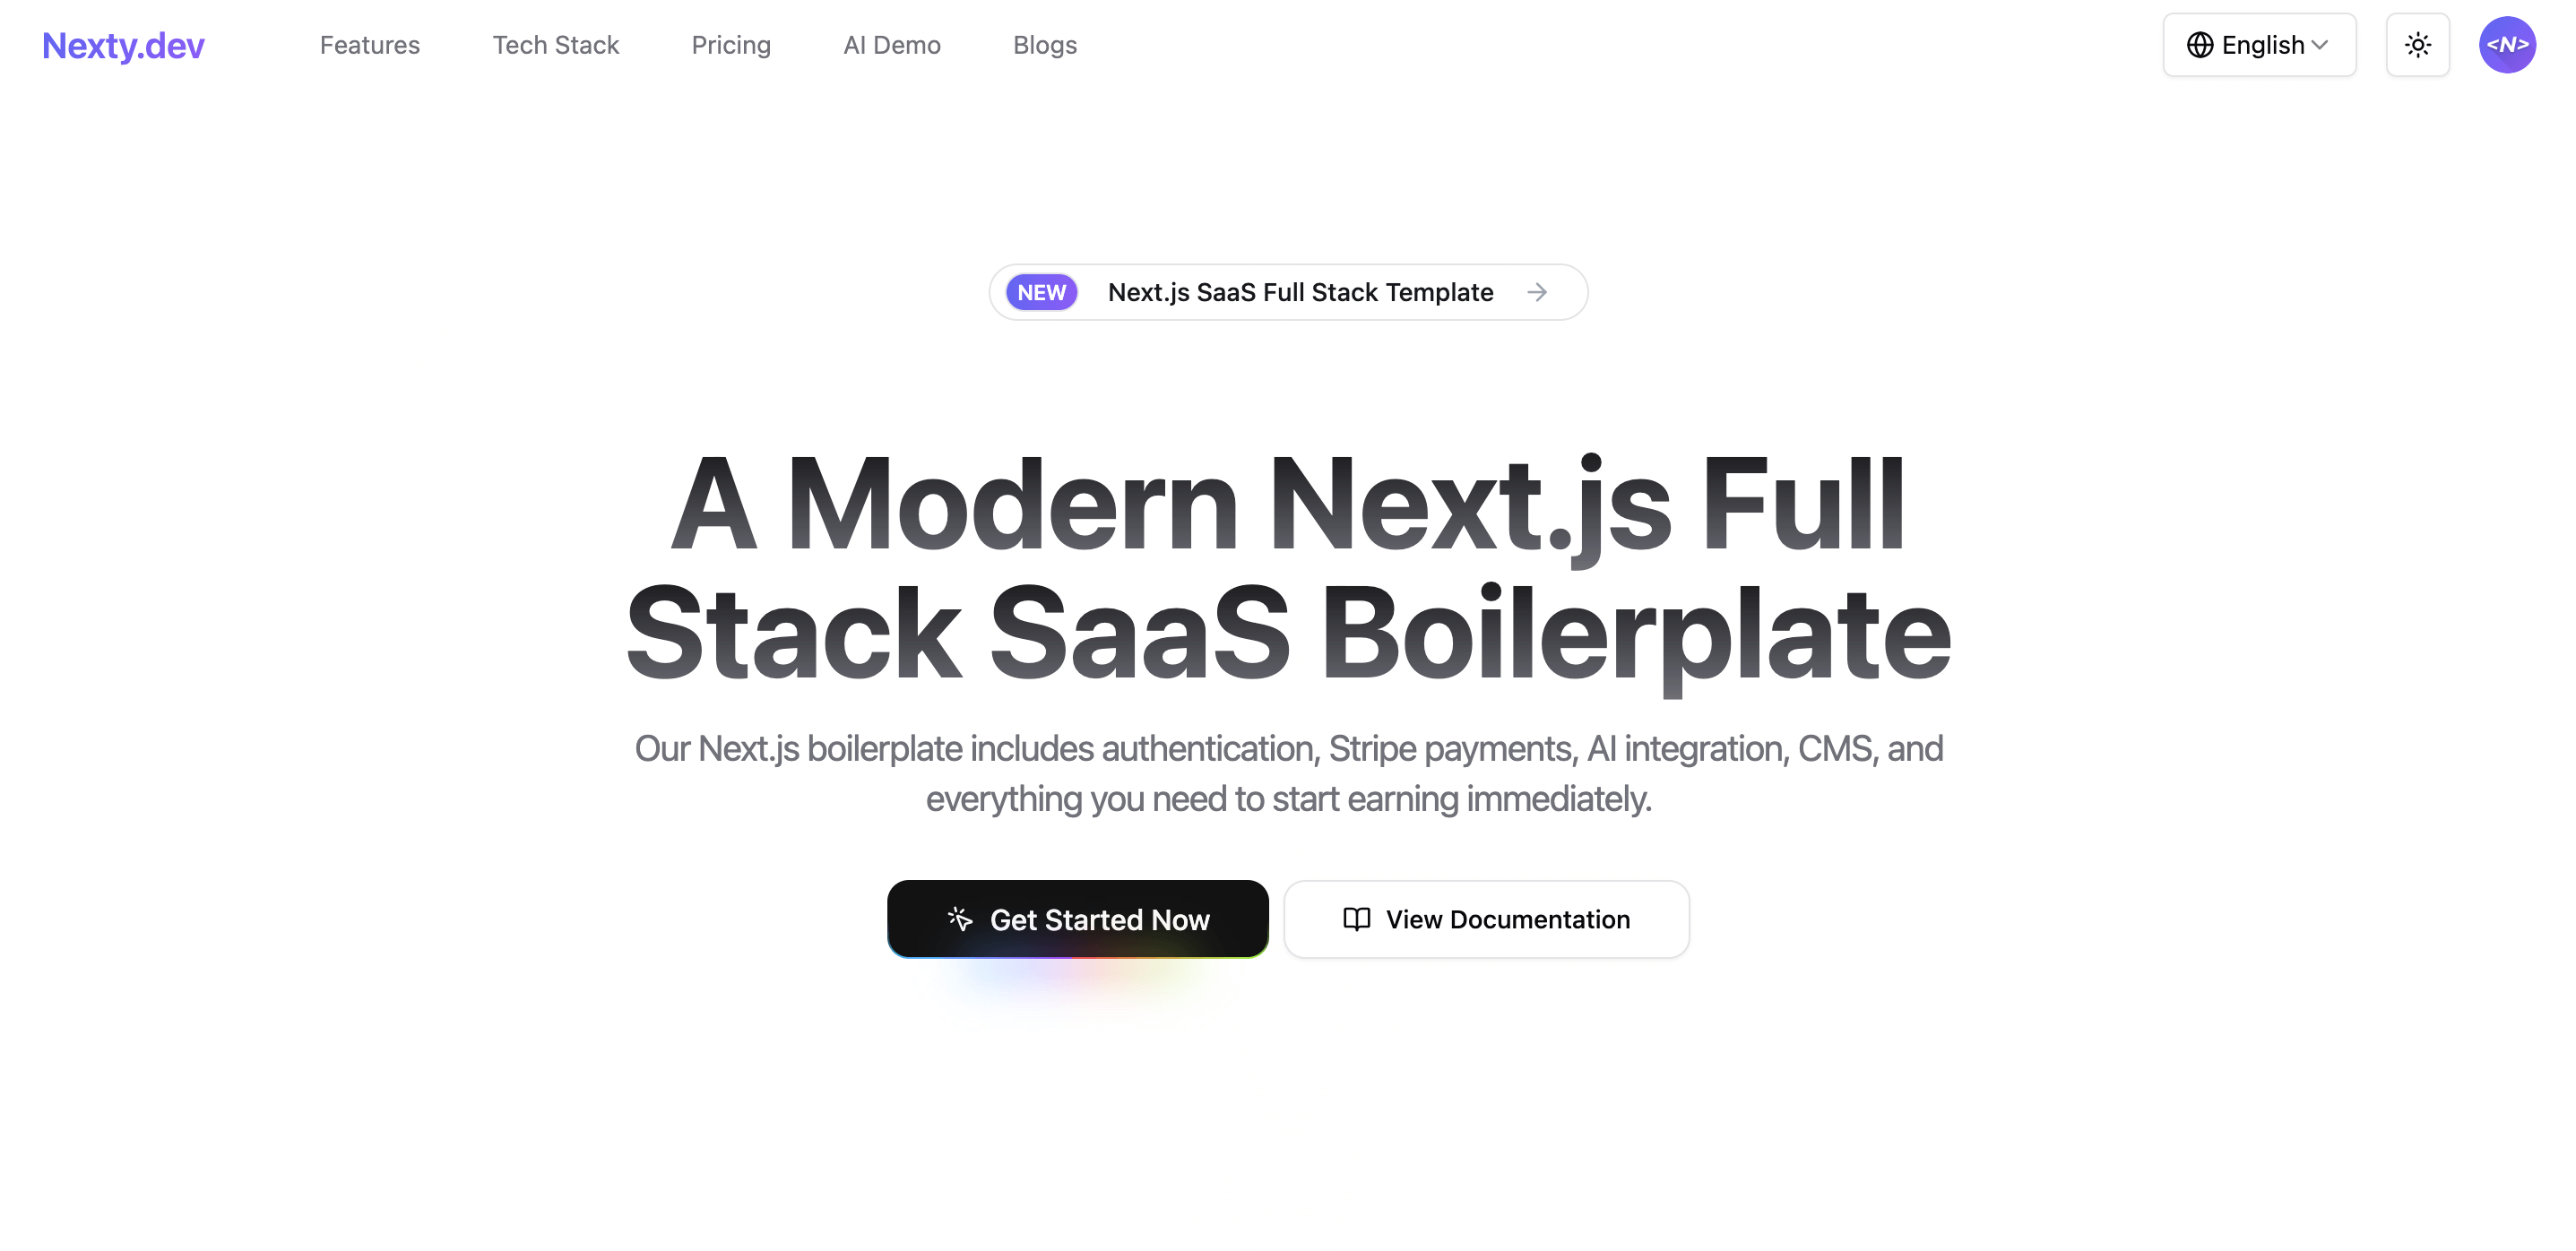 Nexty.dev
Features
Tech Stack
Pricing
AI Demo
Blogs
English
<N>
NEW
Next.js SaaS Full Stack Template
A Modern Next.js Full
Stack SaaS Boilerplate
Our Next.js boilerplate includes authentication, Stripe payments, AI integration, CMS, and
everything you need to start earning immediately.
Get Started Now
View Documentation